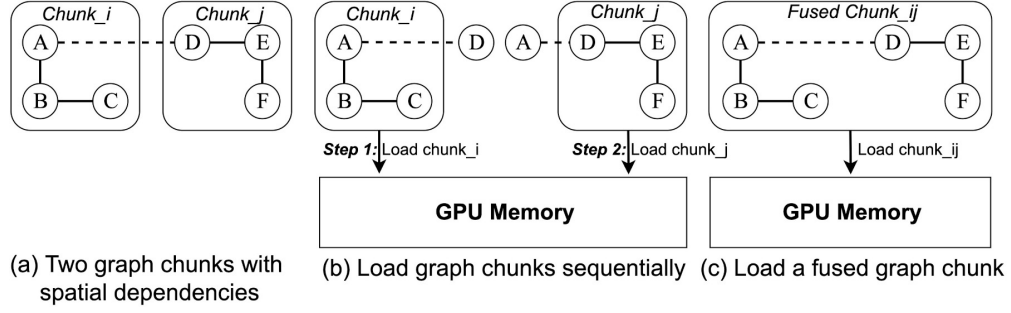 Chunk_i
Chunk_j
A
D
E
B
C
F
(a) Two graph chunks with
spatial dependencies
Chunk_i
Chunk_j
A
D
A
D
E
B
C
F
Step 1: Load chunk_i
Step 2: Load chunk_j
GPU Memory
(b) Load graph chunks sequentially
Fused Chunk_ij
A
D
E
B
C
F
Load chunk_ij
GPU Memory
(c) Load a fused graph chunk